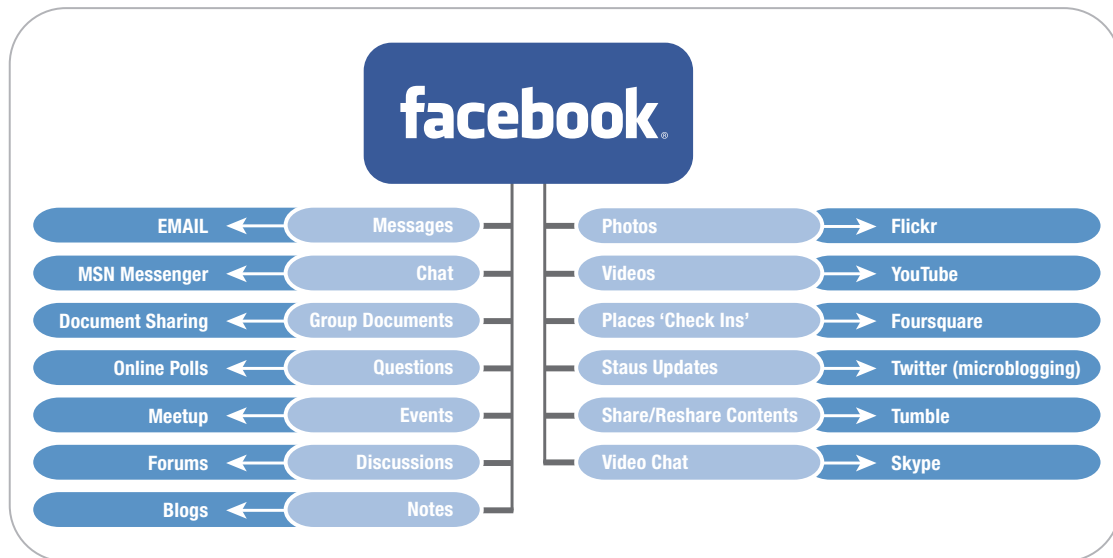 facebook®
EMAIL Messages
MSN Messenger Chat
Document Sharing Group Documents
Online Polls Questions
Meetup Events
Forums Discussions
Blogs Notes
Photos Flickr
Videos YouTube
Places ‘Check Ins’ Foursquare
Staus Updates Twitter (microblogging)
Share/Reshare Contents Tumble
Video Chat Skype